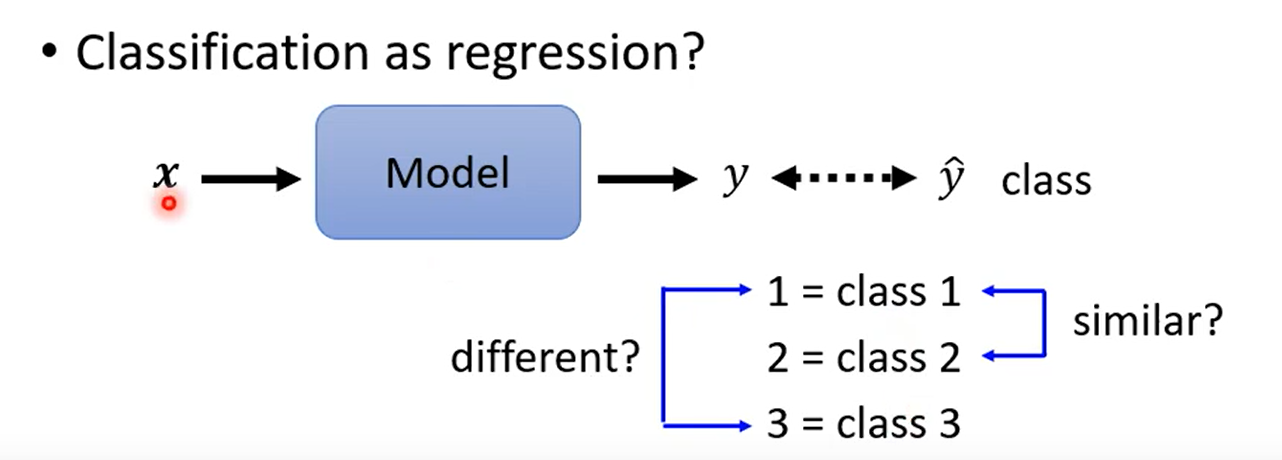 • Classification as regression?
x Model y ŷ class
1 = class 1
similar?
different? 2 = class 2
3 = class 3